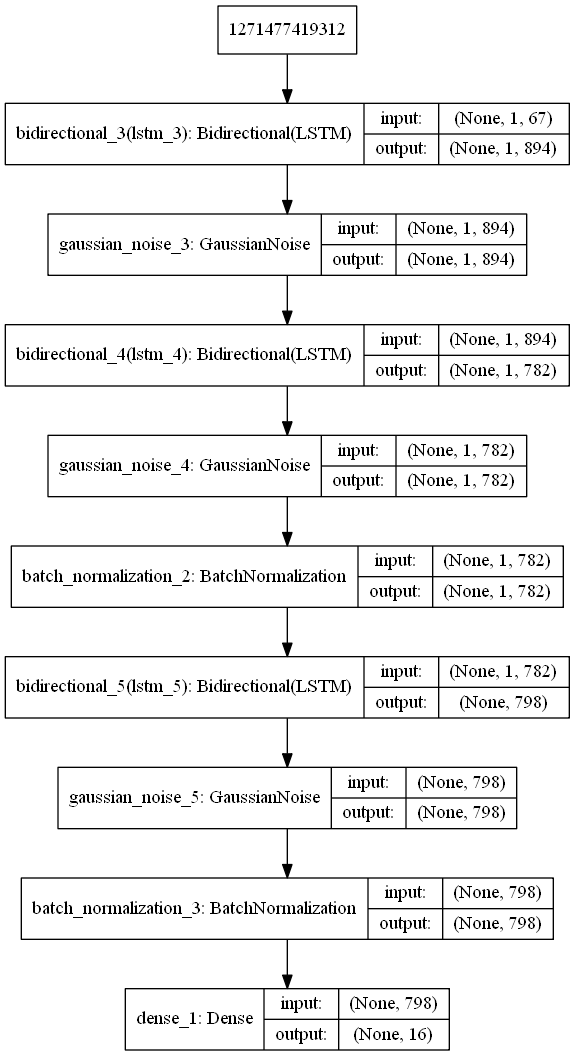 1271477419312
bidirectional_3(lstm_3): Bidirectional(LSTM)
input: (None, 1, 67)
output: (None, 1, 894)
gaussian_noise_3: GaussianNoise
input: (None, 1, 894)
output: (None, 1, 894)
bidirectional_4(lstm_4): Bidirectional(LSTM)
input: (None, 1, 894)
output: (None, 1, 782)
gaussian_noise_4: GaussianNoise
input: (None, 1, 782)
output: (None, 1, 782)
batch_normalization_2: BatchNormalization
input: (None, 1, 782)
output: (None, 1, 782)
bidirectional_5(lstm_5): Bidirectional(LSTM)
input: (None, 1, 782)
output: (None, 798)
gaussian_noise_5: GaussianNoise
input: (None, 798)
output: (None, 798)
batch_normalization_3: BatchNormalization
input: (None, 798)
output: (None, 798)
dense_1: Dense
input: (None, 798)
output: (None, 16)